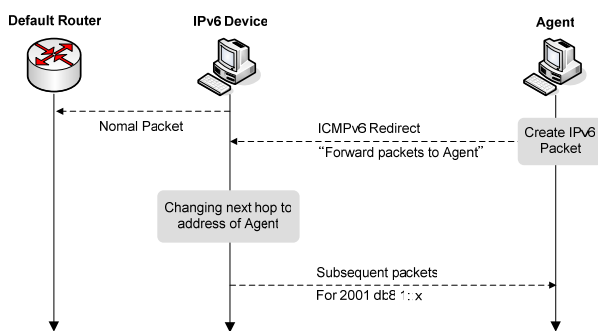 Default Router
IPv6 Device
Agent
Nomal Packet
ICMPv6 Redirect
“Forward packets to Agent”
Create IPv6
Packet
Changing next hop to
address of Agent
Subsequent packets
For 2001 db8 1: x